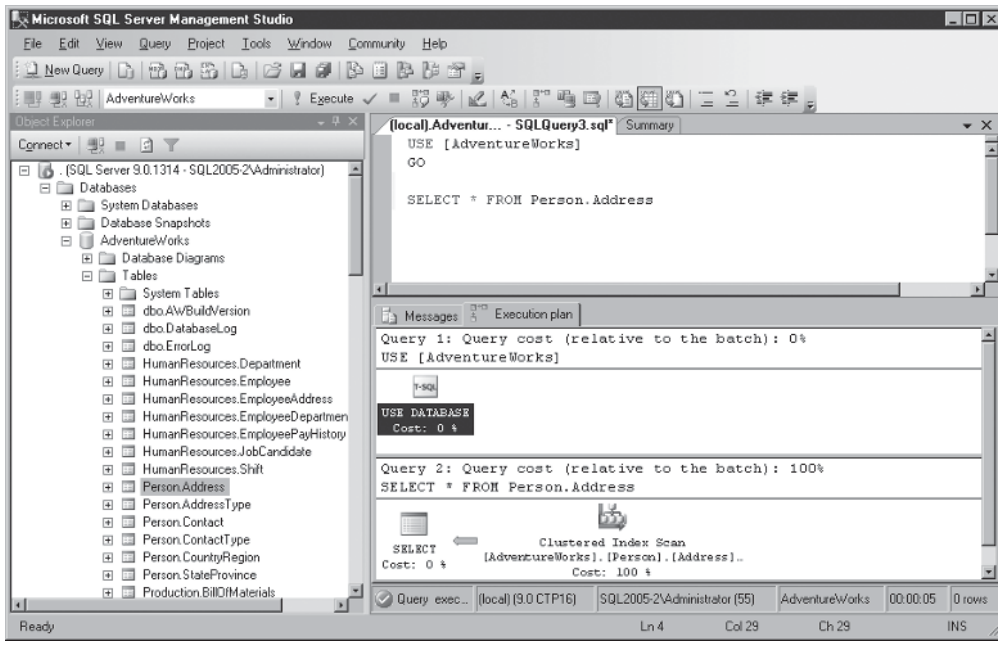 Microsoft SQL Server Management Studio
File Edit View Query Project Tools Window Community Help
New Query
AdventureWorks
Execute
Object Explorer
Connect
. (SQL Server 9.0.1314 - SQL2005-2\Administrator)
Databases
System Databases
Database Snapshots
AdventureWorks
Database Diagrams
Tables
System Tables
dbo.AWBuildVersion
dbo.DatabaseLog
dbo.ErrorLog
HumanResources.Department
HumanResources.Employee
HumanResources.EmployeeAddress
HumanResources.EmployeeDepartmen
HumanResources.EmployeePayHistory
HumanResources.JobCandidate
HumanResources.Shift
Person.Address
Person.AddressType
Person.Contact
Person.ContactType
Person.CountryRegion
Person.StateProvince
Production.BillOfMaterials
(local).Adventur... - SQLQuery3.sql* Summary
USE [AdventureWorks]
GO
SELECT * FROM Person.Address
Messages Execution plan
Query 1: Query cost (relative to the batch): 0%
USE [AdventureWorks]
T-SQL
USE DATABASE
Cost: 0 %
Query 2: Query cost (relative to the batch): 100%
SELECT * FROM Person.Address
SELECT
Cost: 0 %
Clustered Index Scan
[AdventureWorks].[Person].[Address]…
Cost: 100 %
Query exec... (local) (9.0 CTP16) SQL2005-2\Administrator (55) AdventureWorks 00:00:05 0 rows
Ready Ln 4 Col 29 Ch 29 INS